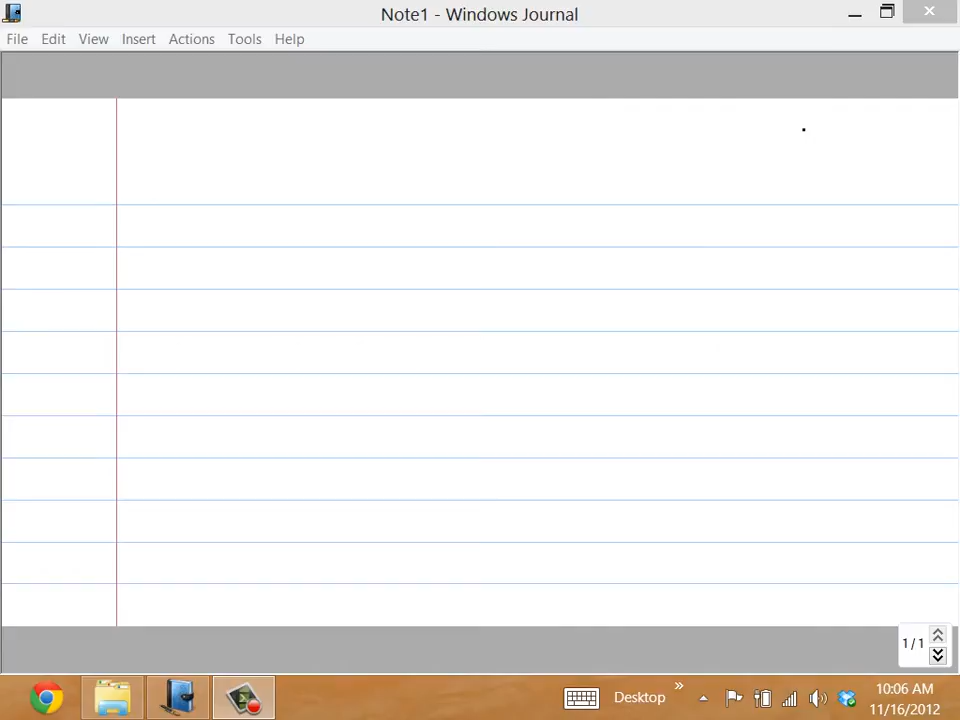 Note1 - Windows Journal
File Edit View Insert Actions Tools Help
1 / 1
Desktop »
10:06 AM
11/16/2012